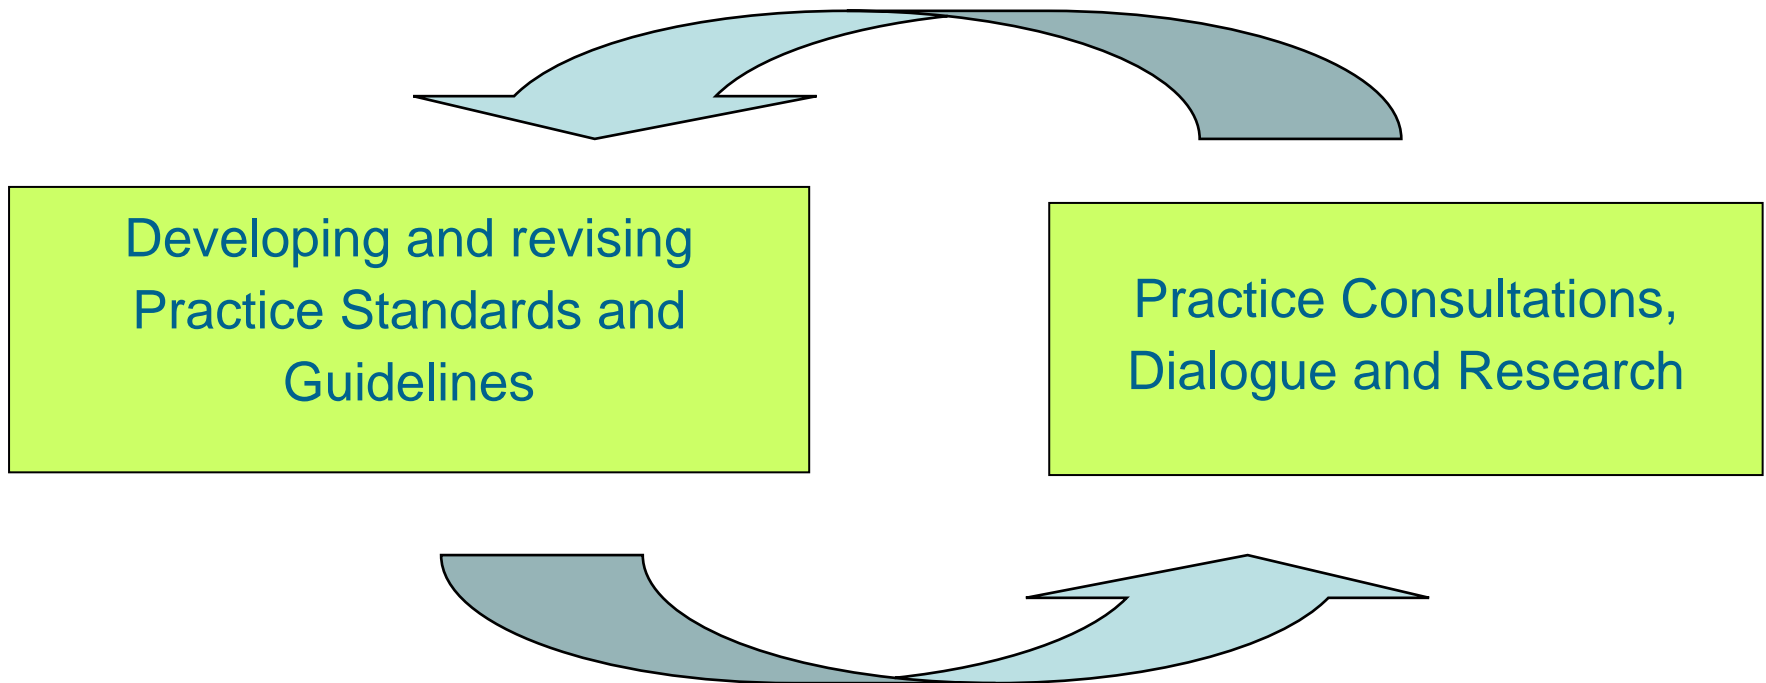 Developing and revising
Practice Standards and
Guidelines
Practice Consultations,
Dialogue and Research